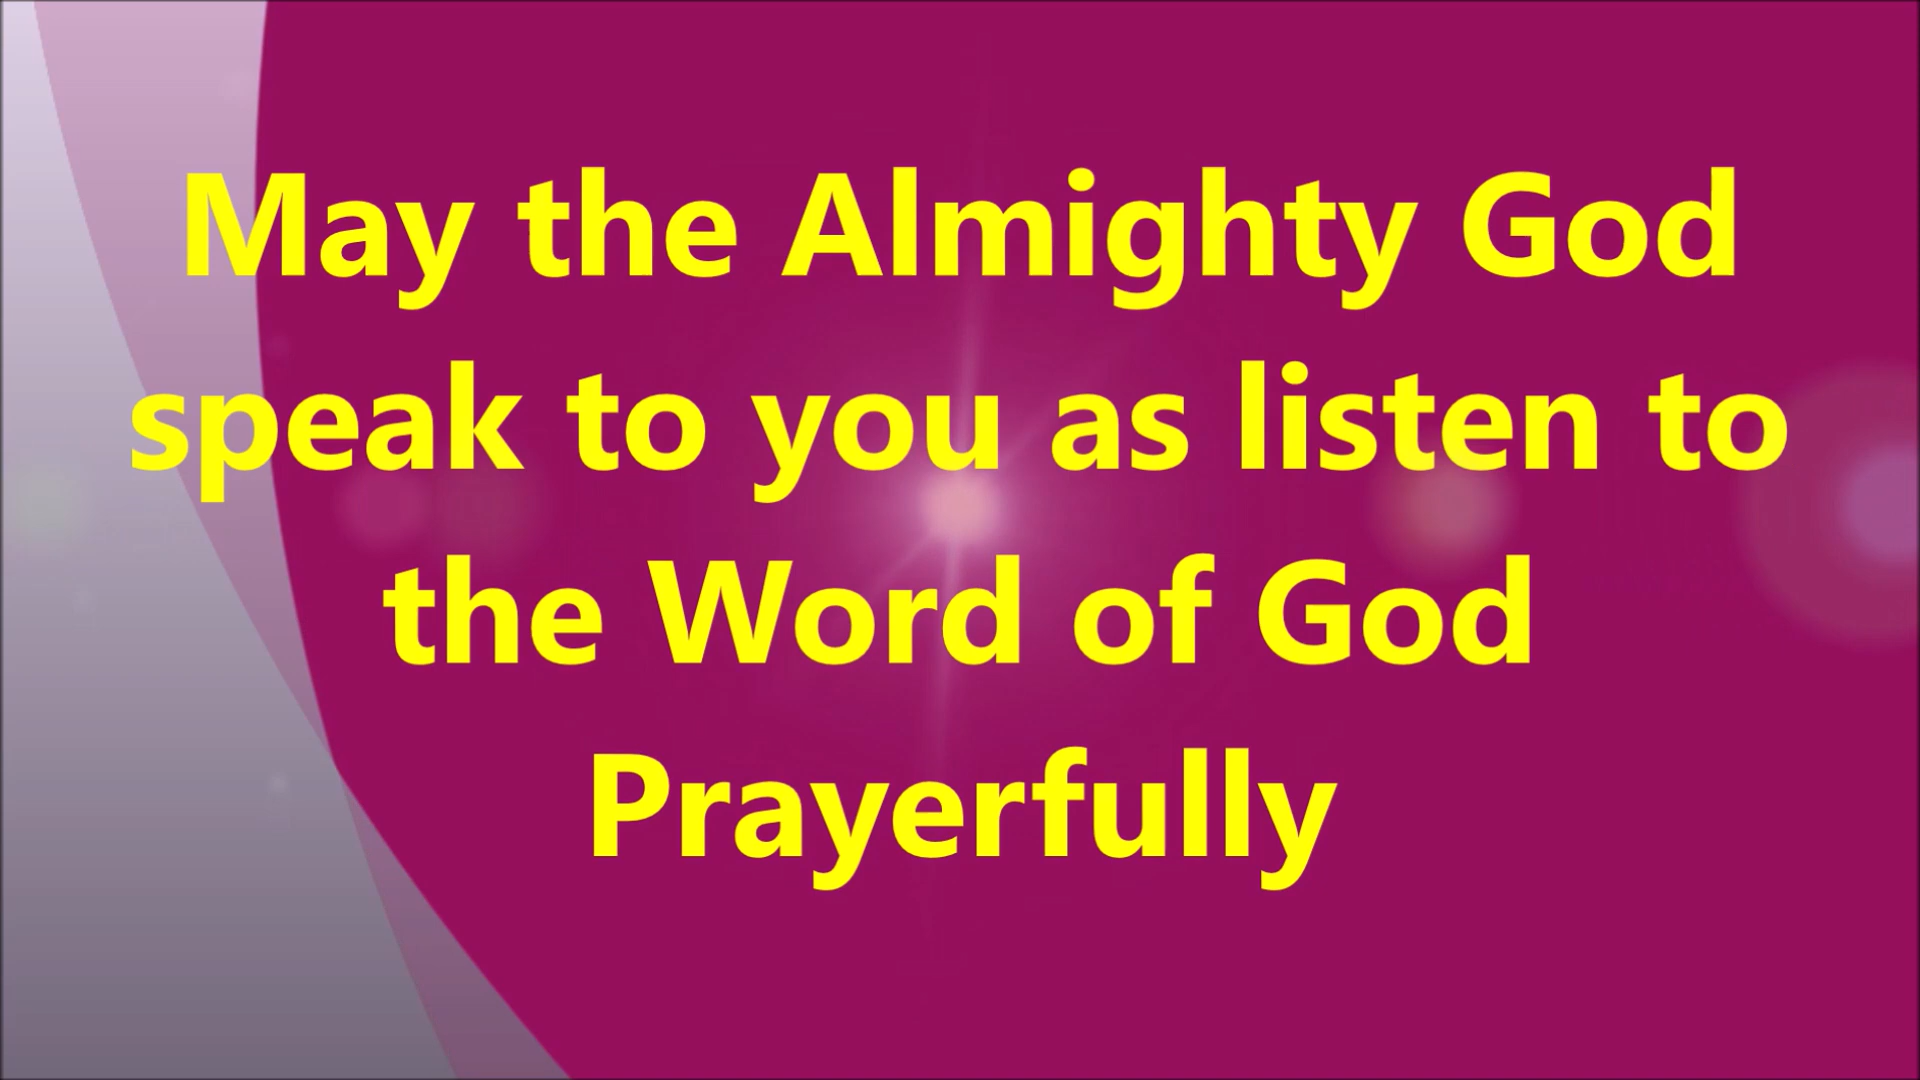 May the Almighty God
speak to you as listen to
the Word of God
Prayerfully